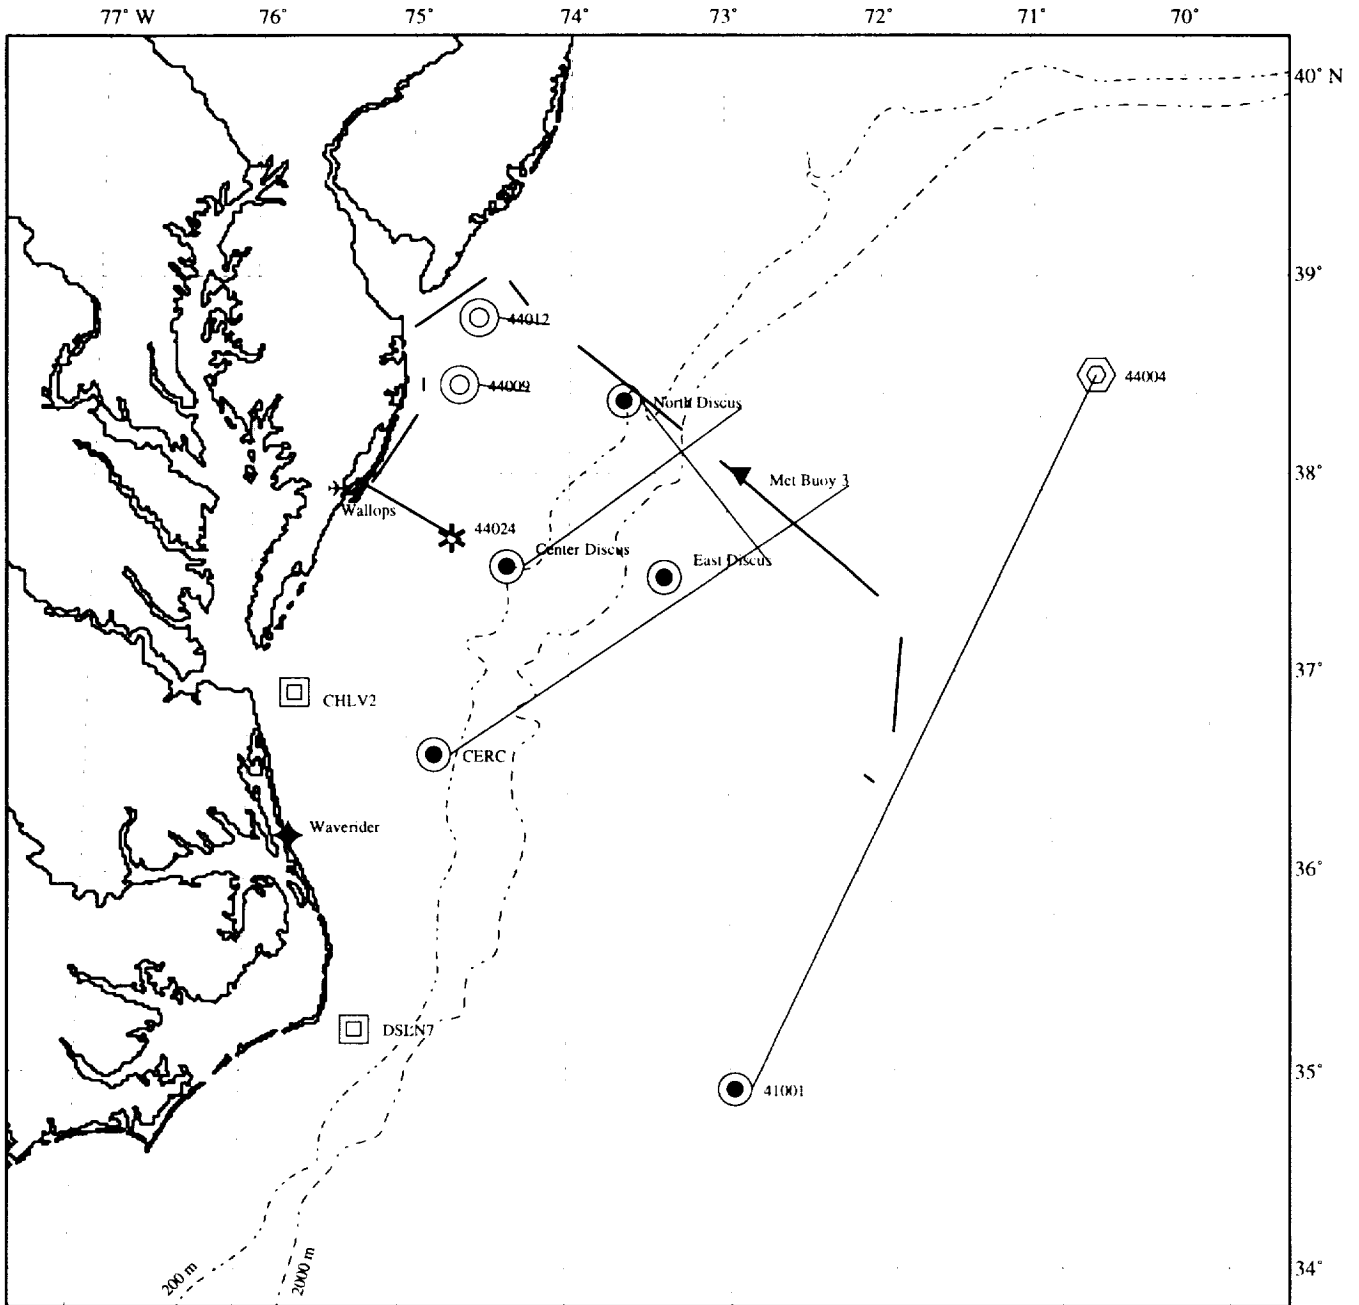 77° W 76° 75° 74° 73° 72° 71° 70°
40° N
39°
44012
44004
44009
North Discus
38°
Met Buoy 3
Wallops
44024
Center Discus
East Discus
37°
CHLV2
CERC
Waverider
36°
DSLN7
35°
41001
34°
200 m
2000 m